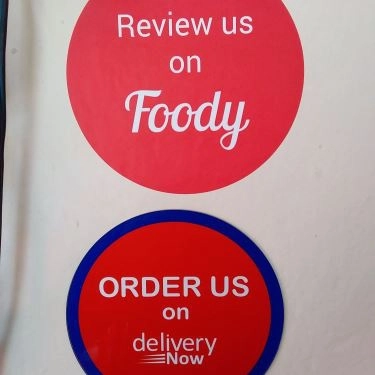 Review us
on
Foody
ORDER US
on
delivery
Now